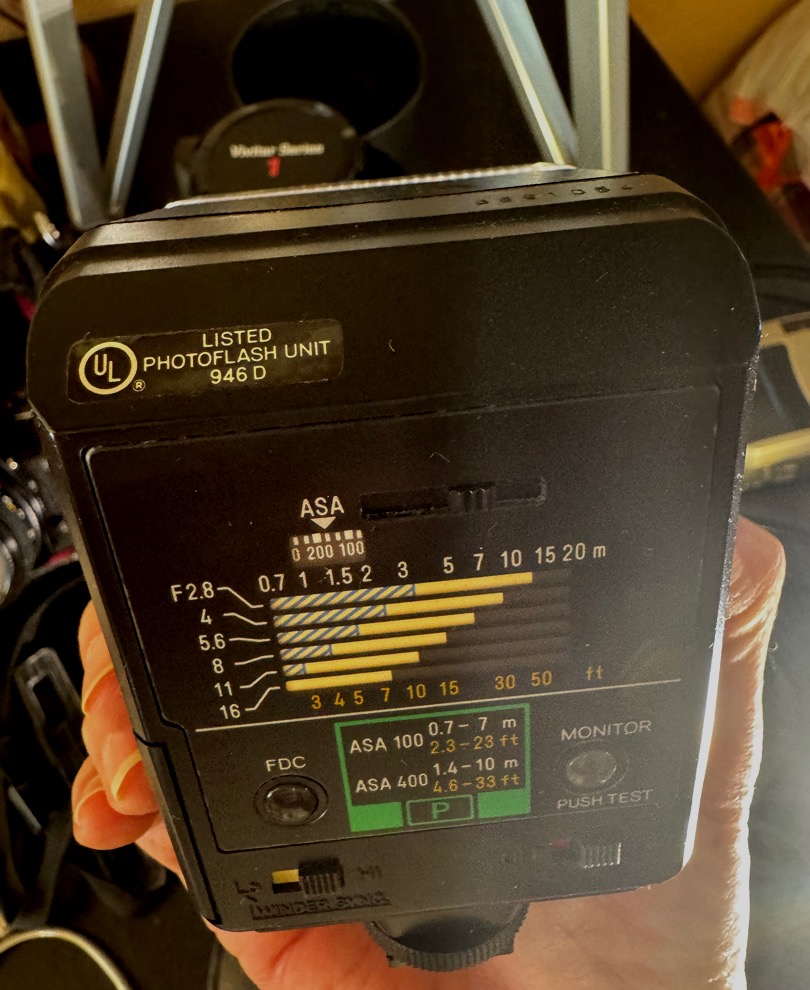 Vivitar Series
1
UL
®
LISTED
PHOTOFLASH UNIT
946 D
ASA
0 200 100
0.7 1 1.5 2 3 5 7 10 15 20 m
F2.8
4
5.6
8
11
16
3 4 5 7 10 15 30 50 ft
FDC
ASA 100 0.7 – 7 m
2.3 – 23 ft
ASA 400 1.4 – 10 m
4.6 – 33 ft
P
MONITOR
PUSH TEST
Lo HI
WINDER SYNC